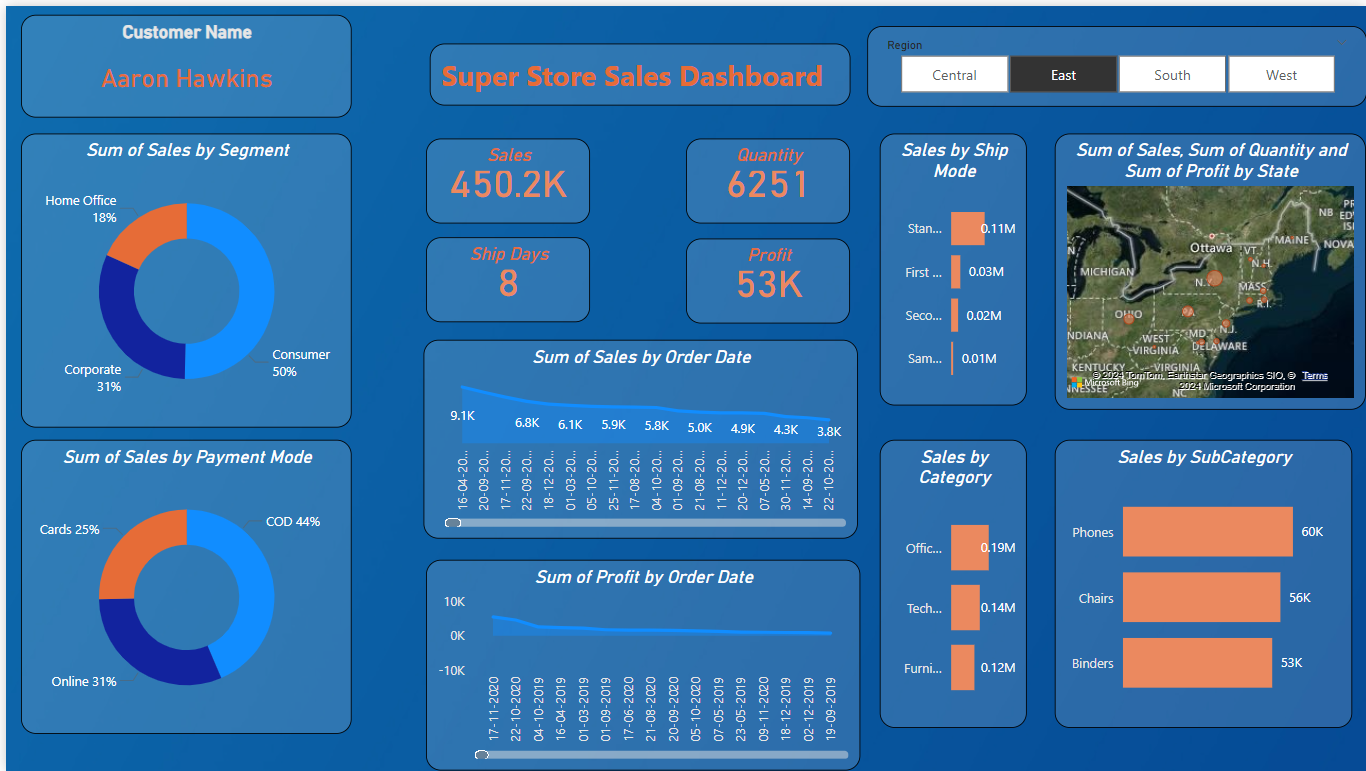 Customer Name
Aaron Hawkins
Super Store Sales Dashboard
Region
Central
East
South
West
Sum of Sales by Segment
Home Office
18%
Corporate
31%
Consumer
50%
Sales
450.2K
Quantity
6251
Ship Days
8
Profit
53K
Sales by Ship
Mode
Stan... 0.11M
First ... 0.03M
Seco... 0.02M
Sam... 0.01M
Sum of Sales, Sum of Quantity and
Sum of Profit by State
Ottawa
MAINE
NB
VT.
N.H.
NOVA
MICHIGAN
MASS.
R.I.
OHIO
PA
N.J.
MD.
DELAWARE
INDIANA
WEST
VIRGINIA
KENTUCKY
VIRGINIA
NC
© 2024 TomTom, Earthstar Geographics SIO, © Terms
Microsoft Bing
2024 Microsoft Corporation
Sum of Sales by Order Date
9.1K 6.8K 6.1K 5.9K 5.8K 5.0K 4.9K 4.3K 3.8K
16-04-20...
20-09-20...
17-11-20...
22-09-20...
18-12-20...
01-03-20...
05-10-20...
25-11-20...
17-08-20...
04-10-20...
01-09-20...
21-08-20...
11-12-20...
20-12-20...
07-05-20...
30-11-20...
14-09-20...
22-10-20...
Sum of Sales by Payment Mode
Cards 25%
COD 44%
Online 31%
Sum of Profit by Order Date
10K
0K
-10K
17-11-2020
22-10-2020
04-10-2019
16-04-2019
01-03-2019
01-09-2019
17-06-2020
21-08-2020
20-09-2020
05-10-2020
07-05-2020
23-05-2019
09-11-2020
18-12-2019
02-12-2019
19-09-2019
Sales by
Category
Offic... 0.19M
Tech... 0.14M
Furni... 0.12M
Sales by SubCategory
Phones 60K
Chairs 56K
Binders 53K